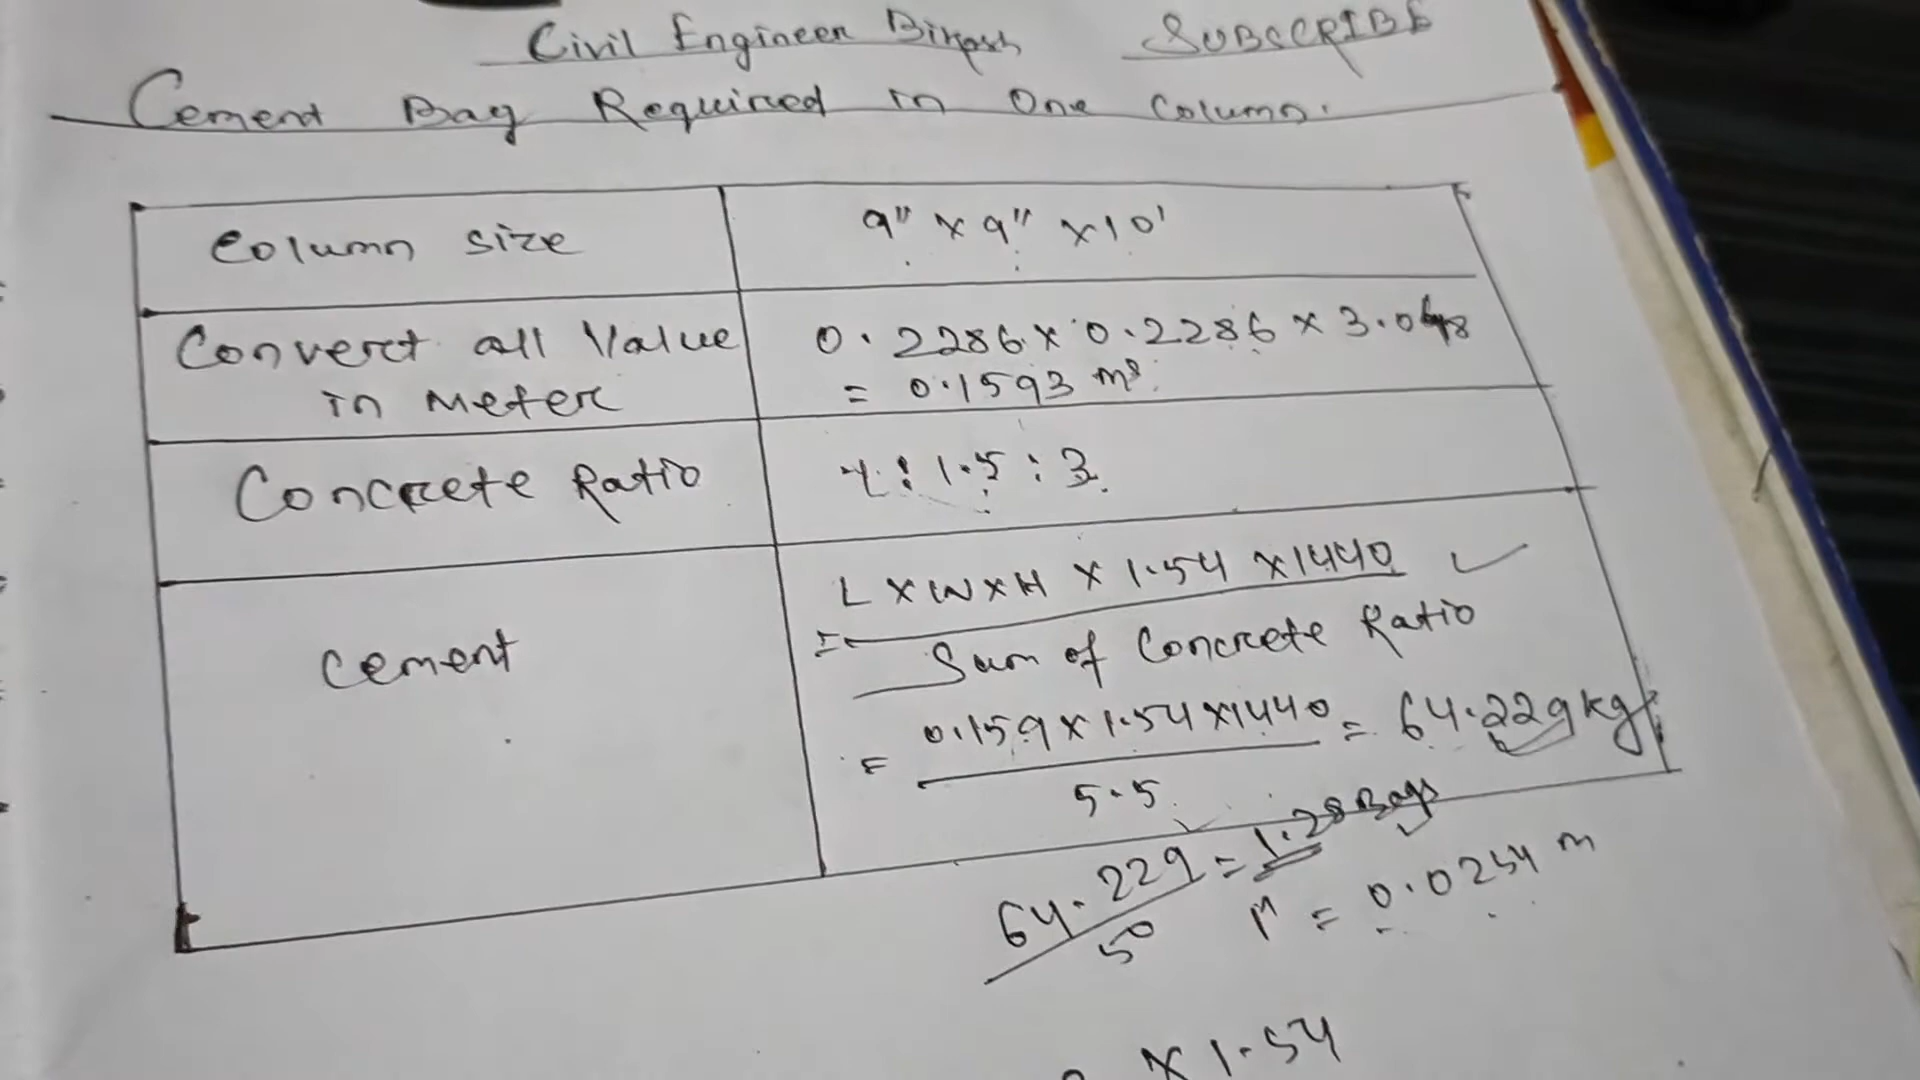 Civil Engineer Bikash SUBSCRIBE
Cement Bag Required in One Column.
Column size
9" x 9" x 10'
Convert all Value
in Meter
0.2286 x 0.2286 x 3.048
= 0.1593 m³
Concrete Ratio
1 : 1.5 : 3
Cement
= L x W x H x 1.54 x 1440
Sum of Concrete Ratio
= 0.159 x 1.54 x 1440 = 64.229 kg
5.5
64.229 = 1.28 Bags
50
1" = 0.0254 m
x 1.54